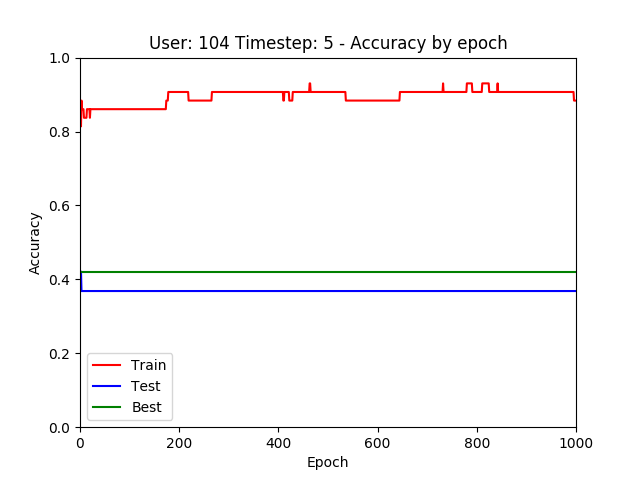 User: 104 Timestep: 5 - Accuracy by epoch
1.0
0.8
0.6
0.4
0.2
0.0
Accuracy
Train
Test
Best
0 200 400 600 800 1000
Epoch